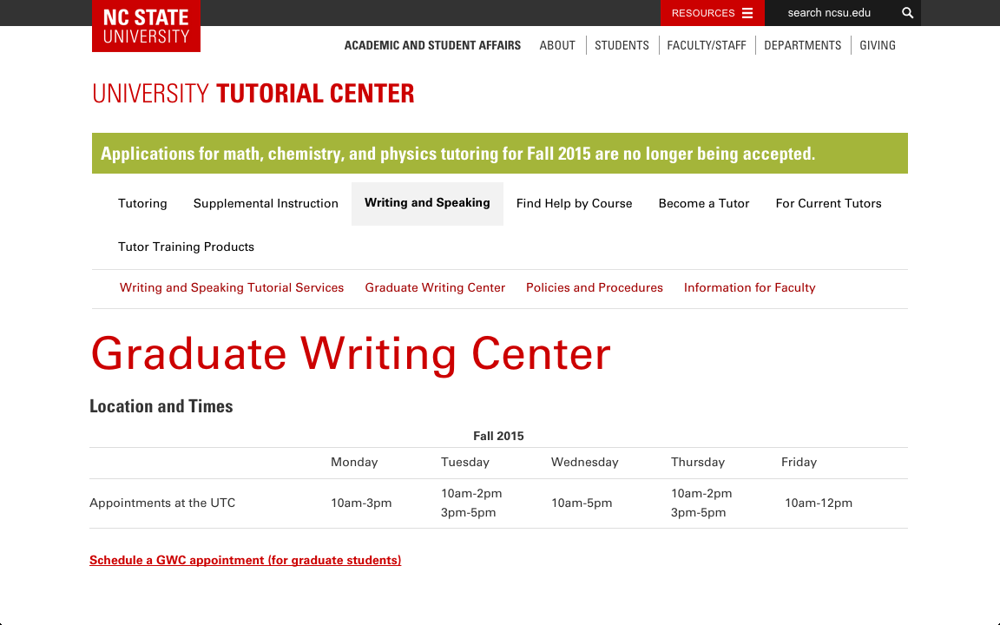 NC STATE
UNIVERSITY
RESOURCES
search ncsu.edu
ACADEMIC AND STUDENT AFFAIRS ABOUT STUDENTS FACULTY/STAFF DEPARTMENTS GIVING
UNIVERSITY TUTORIAL CENTER
Applications for math, chemistry, and physics tutoring for Fall 2015 are no longer being accepted.
Tutoring Supplemental Instruction Writing and Speaking Find Help by Course Become a Tutor For Current Tutors
Tutor Training Products
Writing and Speaking Tutorial Services Graduate Writing Center Policies and Procedures Information for Faculty
Graduate Writing Center
Location and Times
Fall 2015
Monday Tuesday Wednesday Thursday Friday
Appointments at the UTC 10am-3pm 10am-2pm 3pm-5pm 10am-5pm 10am-2pm 3pm-5pm 10am-12pm
Schedule a GWC appointment (for graduate students)